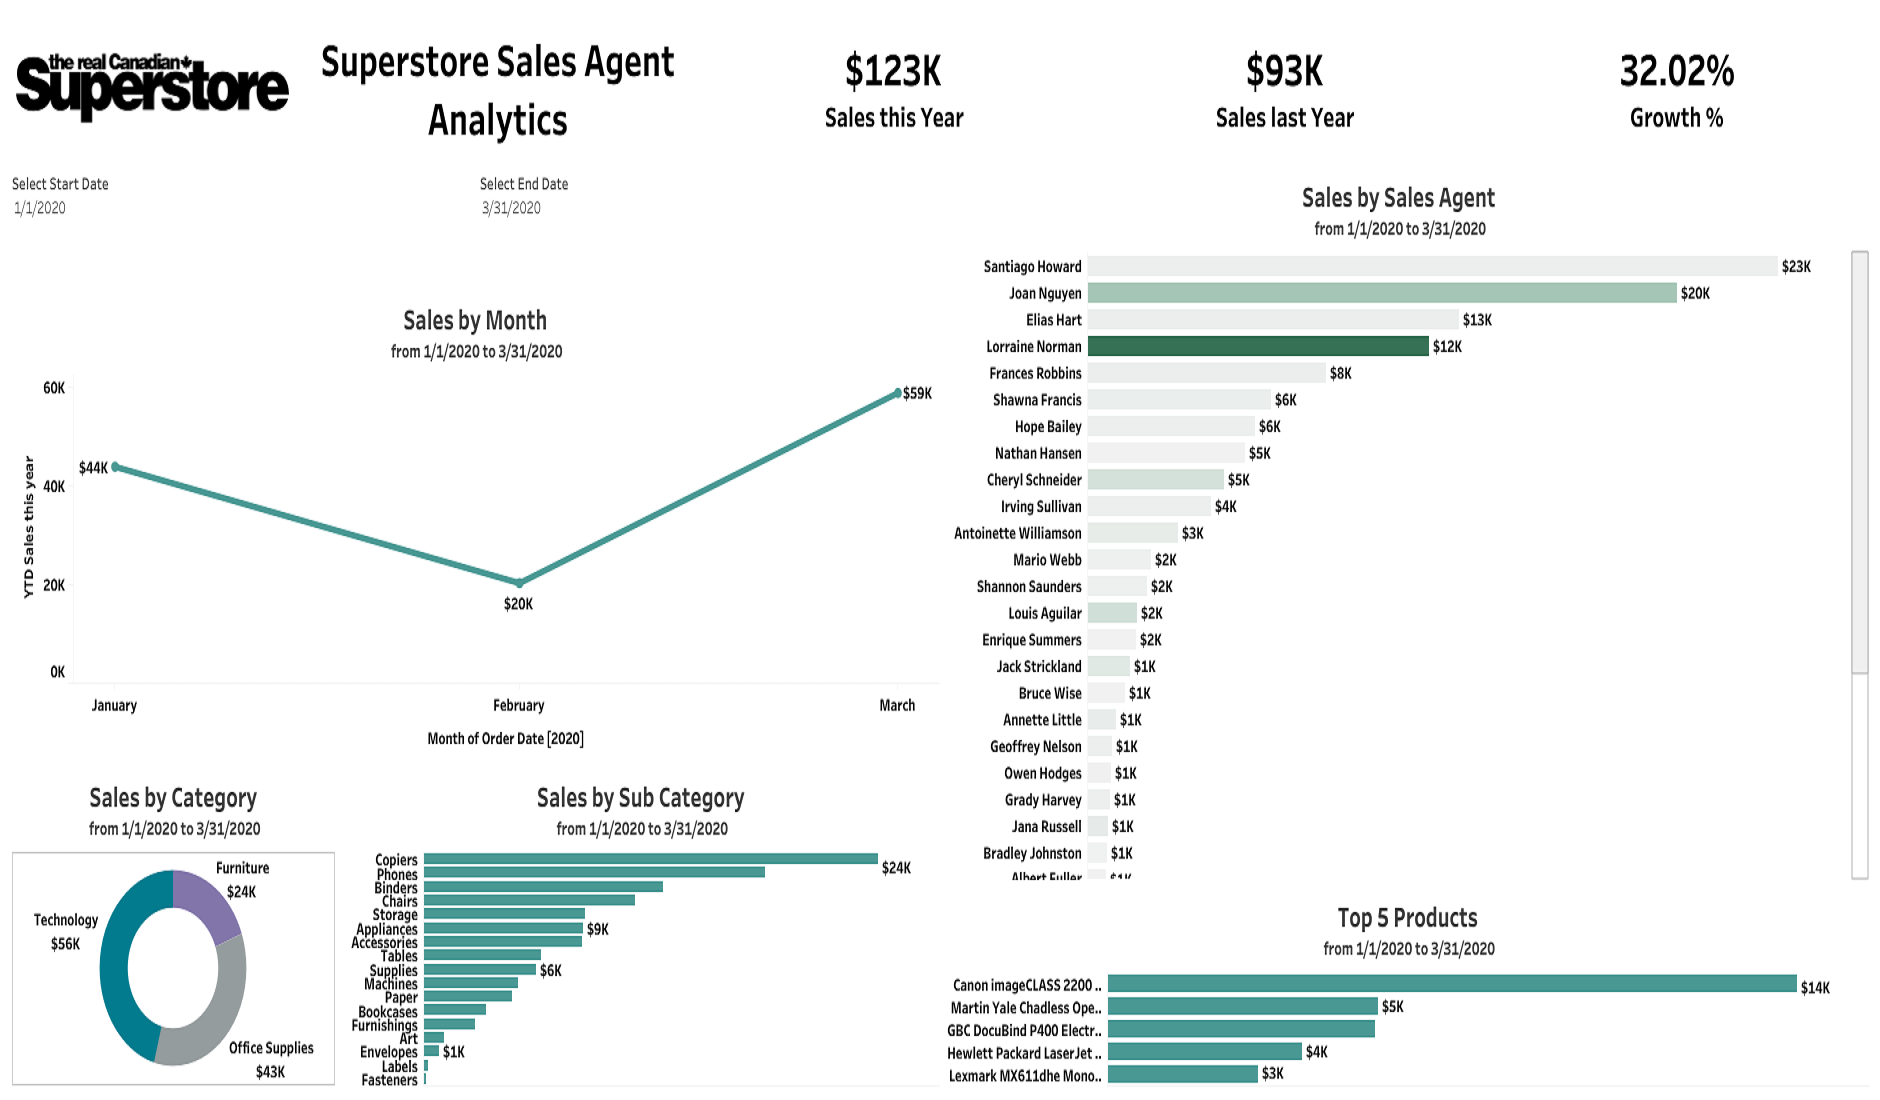 the real Canadian
Superstore
Superstore Sales Agent
Analytics
$123K
Sales this Year
$93K
Sales last Year
32.02%
Growth %
Select Start Date
1/1/2020
Select End Date
3/31/2020
Sales by Month
from 1/1/2020 to 3/31/2020
YTD Sales this year
60K
40K
20K
0K
$44K
$20K
$59K
January
February
March
Month of Order Date [2020]
Sales by Category
from 1/1/2020 to 3/31/2020
Furniture
$24K
Technology
$56K
Office Supplies
$43K
Sales by Sub Category
from 1/1/2020 to 3/31/2020
Copiers $24K
Phones
Binders
Chairs
Storage
Appliances $9K
Accessories
Tables
Supplies $6K
Machines
Paper
Bookcases
Furnishings
Art
Envelopes $1K
Labels
Fasteners
Sales by Sales Agent
from 1/1/2020 to 3/31/2020
Santiago Howard $23K
Joan Nguyen $20K
Elias Hart $13K
Lorraine Norman $12K
Frances Robbins $8K
Shawna Francis $6K
Hope Bailey $6K
Nathan Hansen $5K
Cheryl Schneider $5K
Irving Sullivan $4K
Antoinette Williamson $3K
Mario Webb $2K
Shannon Saunders $2K
Louis Aguilar $2K
Enrique Summers $2K
Jack Strickland $1K
Bruce Wise $1K
Annette Little $1K
Geoffrey Nelson $1K
Owen Hodges $1K
Grady Harvey $1K
Jana Russell $1K
Bradley Johnston $1K
Albert Fuller $1K
Top 5 Products
from 1/1/2020 to 3/31/2020
Canon imageCLASS 2200 .. $14K
Martin Yale Chadless Ope.. $5K
GBC DocuBind P400 Electr..
Hewlett Packard LaserJet .. $4K
Lexmark MX611dhe Mono.. $3K